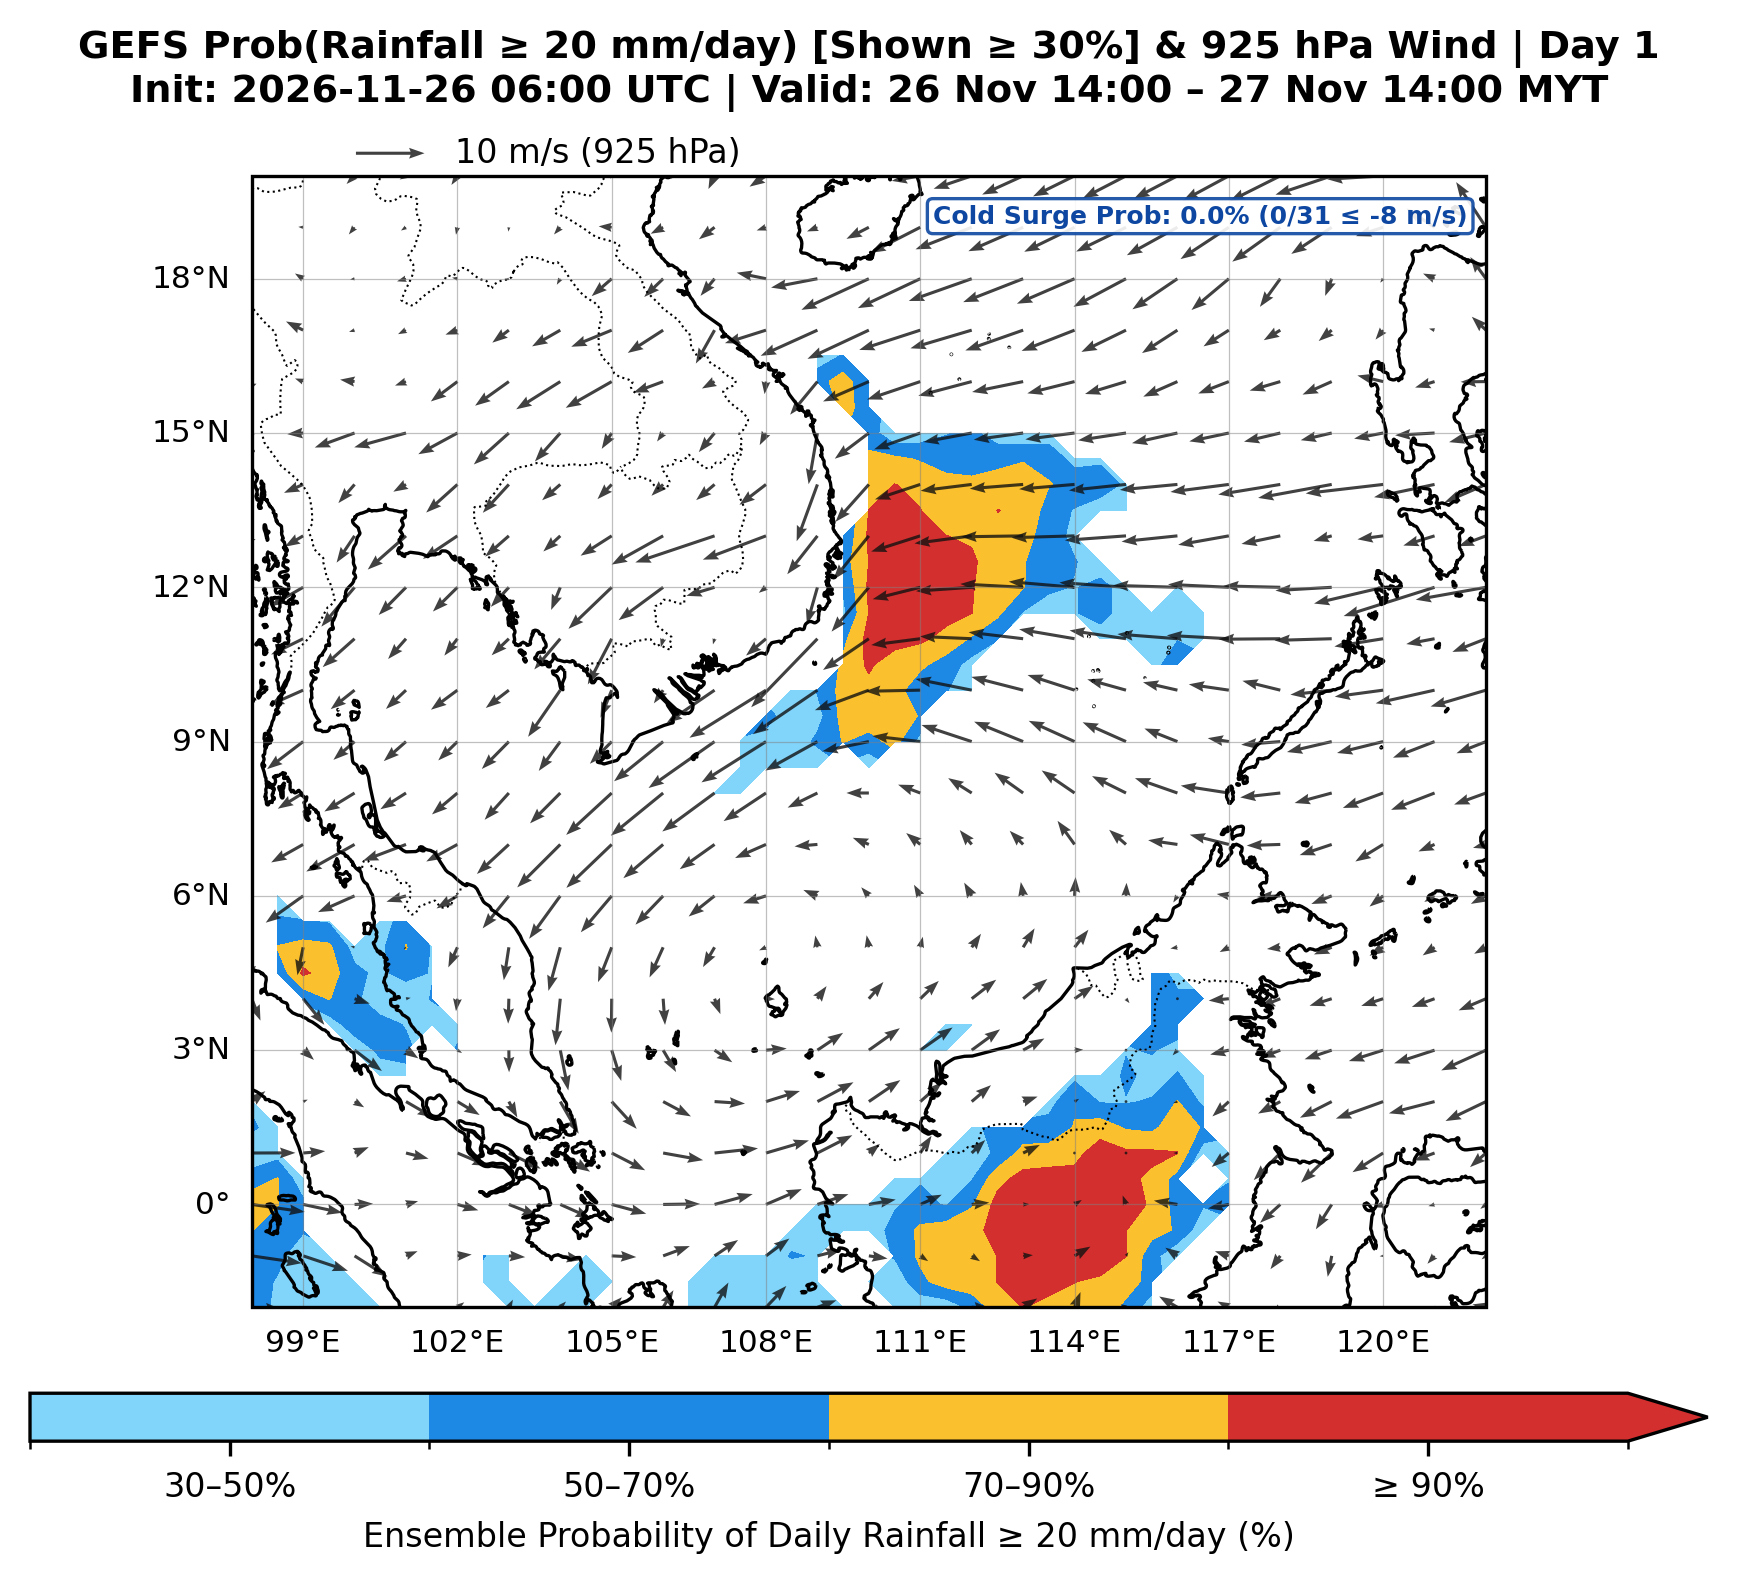 GEFS Prob(Rainfall ≥ 20 mm/day) [Shown ≥ 30%] & 925 hPa Wind | Day 1
Init: 2026-11-26 06:00 UTC | Valid: 26 Nov 14:00 – 27 Nov 14:00 MYT
10 m/s (925 hPa)
Cold Surge Prob: 0.0% (0/31 ≤ -8 m/s)
18°N
15°N
12°N
9°N
6°N
3°N
0°
99°E 102°E 105°E 108°E 111°E 114°E 117°E 120°E
30–50% 50–70% 70–90% ≥ 90%
Ensemble Probability of Daily Rainfall ≥ 20 mm/day (%)